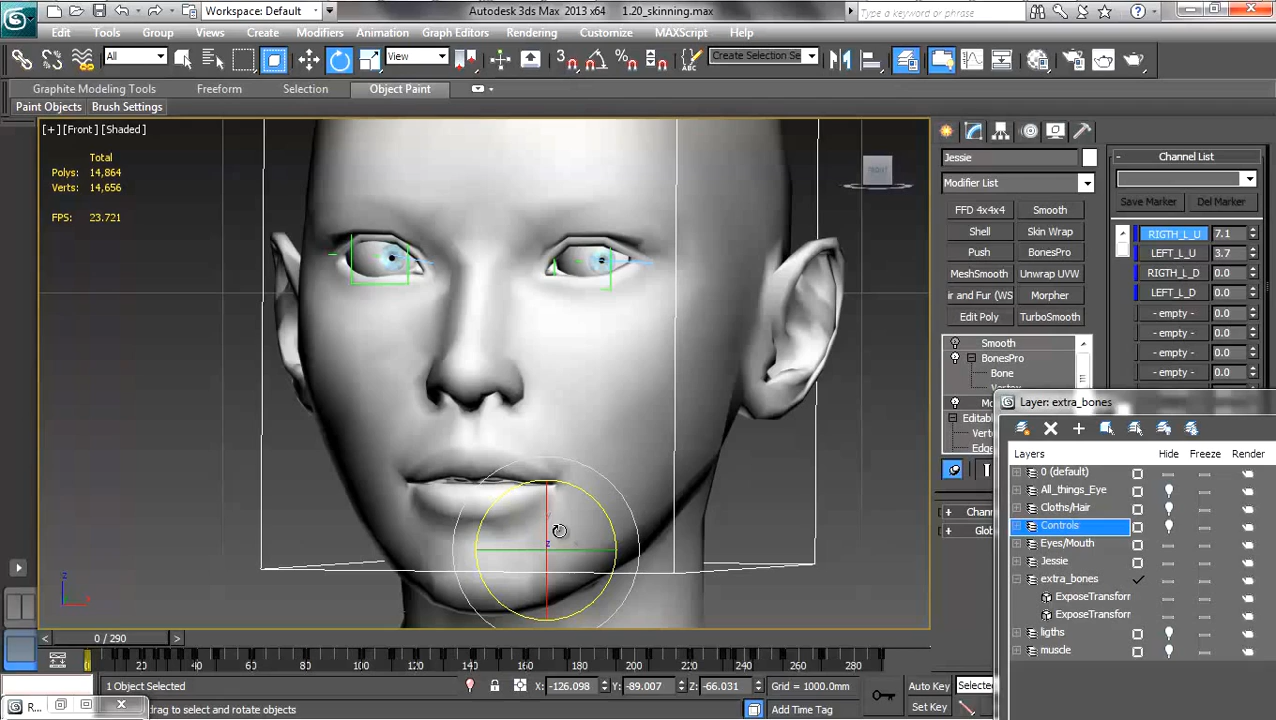 Workspace: Default
Autodesk 3ds Max 2013 x64 1.20_skinning.max
Type a keyword or phrase
Edit Tools Group Views Create Modifiers Animation Graph Editors Rendering Customize MAXScript Help
All
View
Create Selection Se
Graphite Modeling Tools Freeform Selection Object Paint
Paint Objects Brush Settings
[+] [Front] [Shaded]
Total
Polys: 14,864
Verts: 14,656
FPS: 23.721
Jessie
Modifier List
FFD 4x4x4 Smooth
Shell Skin Wrap
Push BonesPro
MeshSmooth Unwrap UVW
ir and Fur (WS Morpher
Edit Poly TurboSmooth
Smooth
BonesPro
Bone
Vertex
Mo
Editab
Vert
Edge
Chann
Glob
Channel List
Save Marker Del Marker
RIGTH_L_U 7.1
LEFT_L_U 3.7
RIGTH_L_D 0.0
LEFT_L_D 0.0
- empty - 0.0
- empty - 0.0
- empty - 0.0
- empty - 0.0
Layer: extra_bones
Layers Hide Freeze Render
0 (default)
All_things_Eye
Cloths/Hair
Controls
Eyes/Mouth
Jessie
extra_bones
ExposeTransforr
ExposeTransforr
ligths
muscle
z
0 / 290
0 20 40 60 80 100 120 140 160 180 200 220 240 260 280
1 Object Selected
X: -126.098 Y: -89.007 Z: -66.031 Grid = 1000.0mm
Auto Key Selected
R...
drag to select and rotate objects
Add Time Tag
Set Key